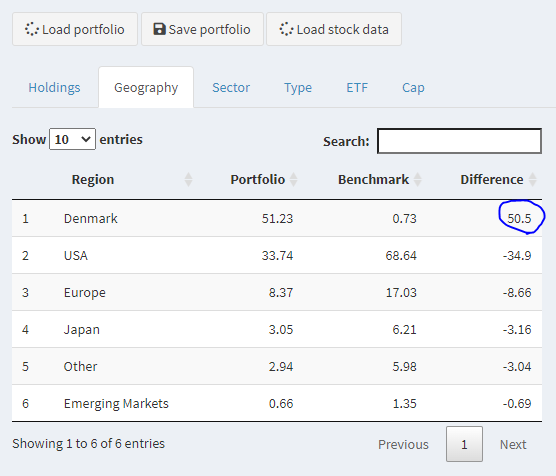 Load portfolio Save portfolio Load stock data
Holdings Geography Sector Type ETF Cap
Show 10 entries Search:
Region Portfolio Benchmark Difference
1 Denmark 51.23 0.73 50.5
2 USA 33.74 68.64 -34.9
3 Europe 8.37 17.03 -8.66
4 Japan 3.05 6.21 -3.16
5 Other 2.94 5.98 -3.04
6 Emerging Markets 0.66 1.35 -0.69
Showing 1 to 6 of 6 entries Previous 1 Next